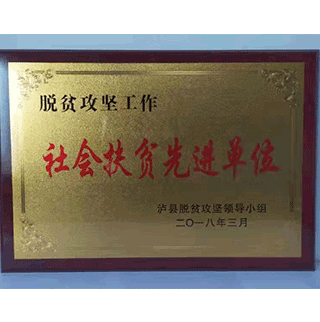 脱贫攻坚工作
社会扶贫先进单位
泸县脱贫攻坚领导小组
二〇一八年三月